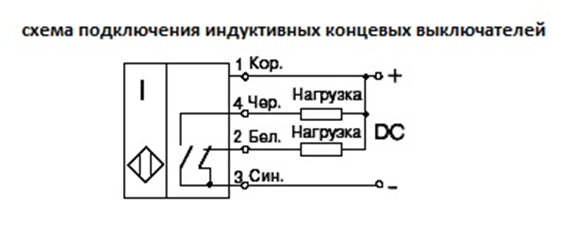 схема подключения индуктивных концевых выключателей
1 Кор.
+
I
4 Чер.
Нагрузка
2 Бел.
Нагрузка
DC
3 Син.
-